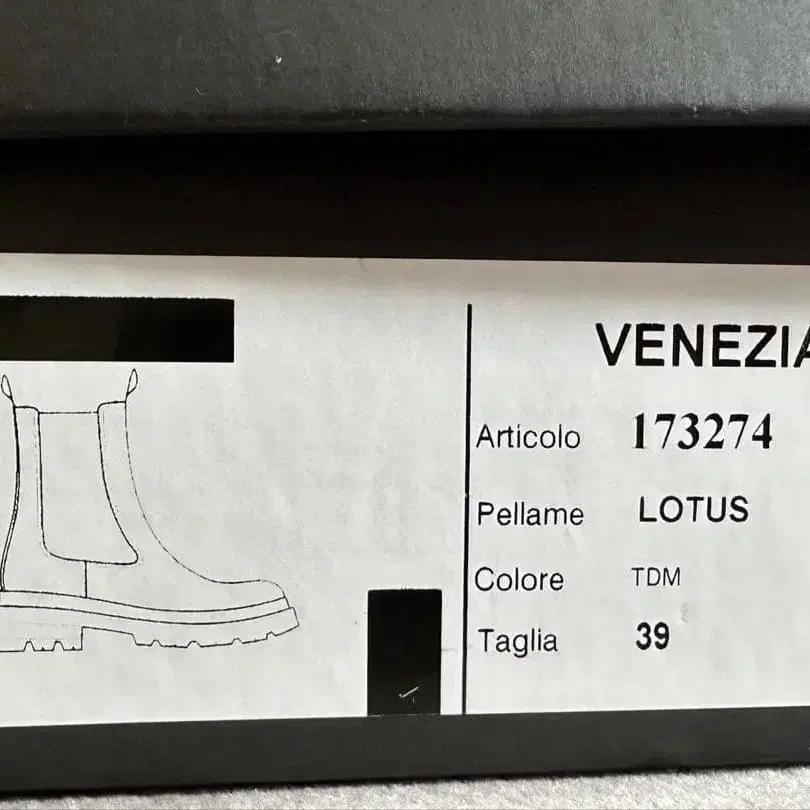 VENEZIA
Articolo 173274
Pellame LOTUS
Colore TDM
Taglia 39